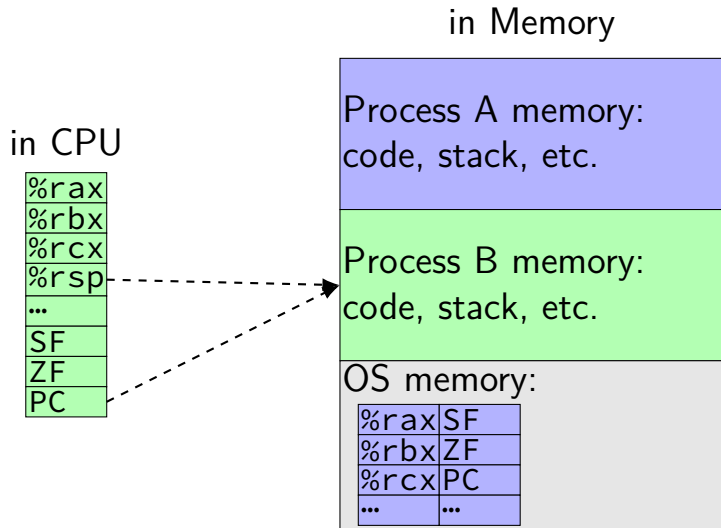 in Memory
Process A memory:
code, stack, etc.
in CPU
%rax
%rbx
%rcx
%rsp
…
SF
ZF
PC
Process B memory:
code, stack, etc.
OS memory:
%rax SF
%rbx ZF
%rcx PC
… …